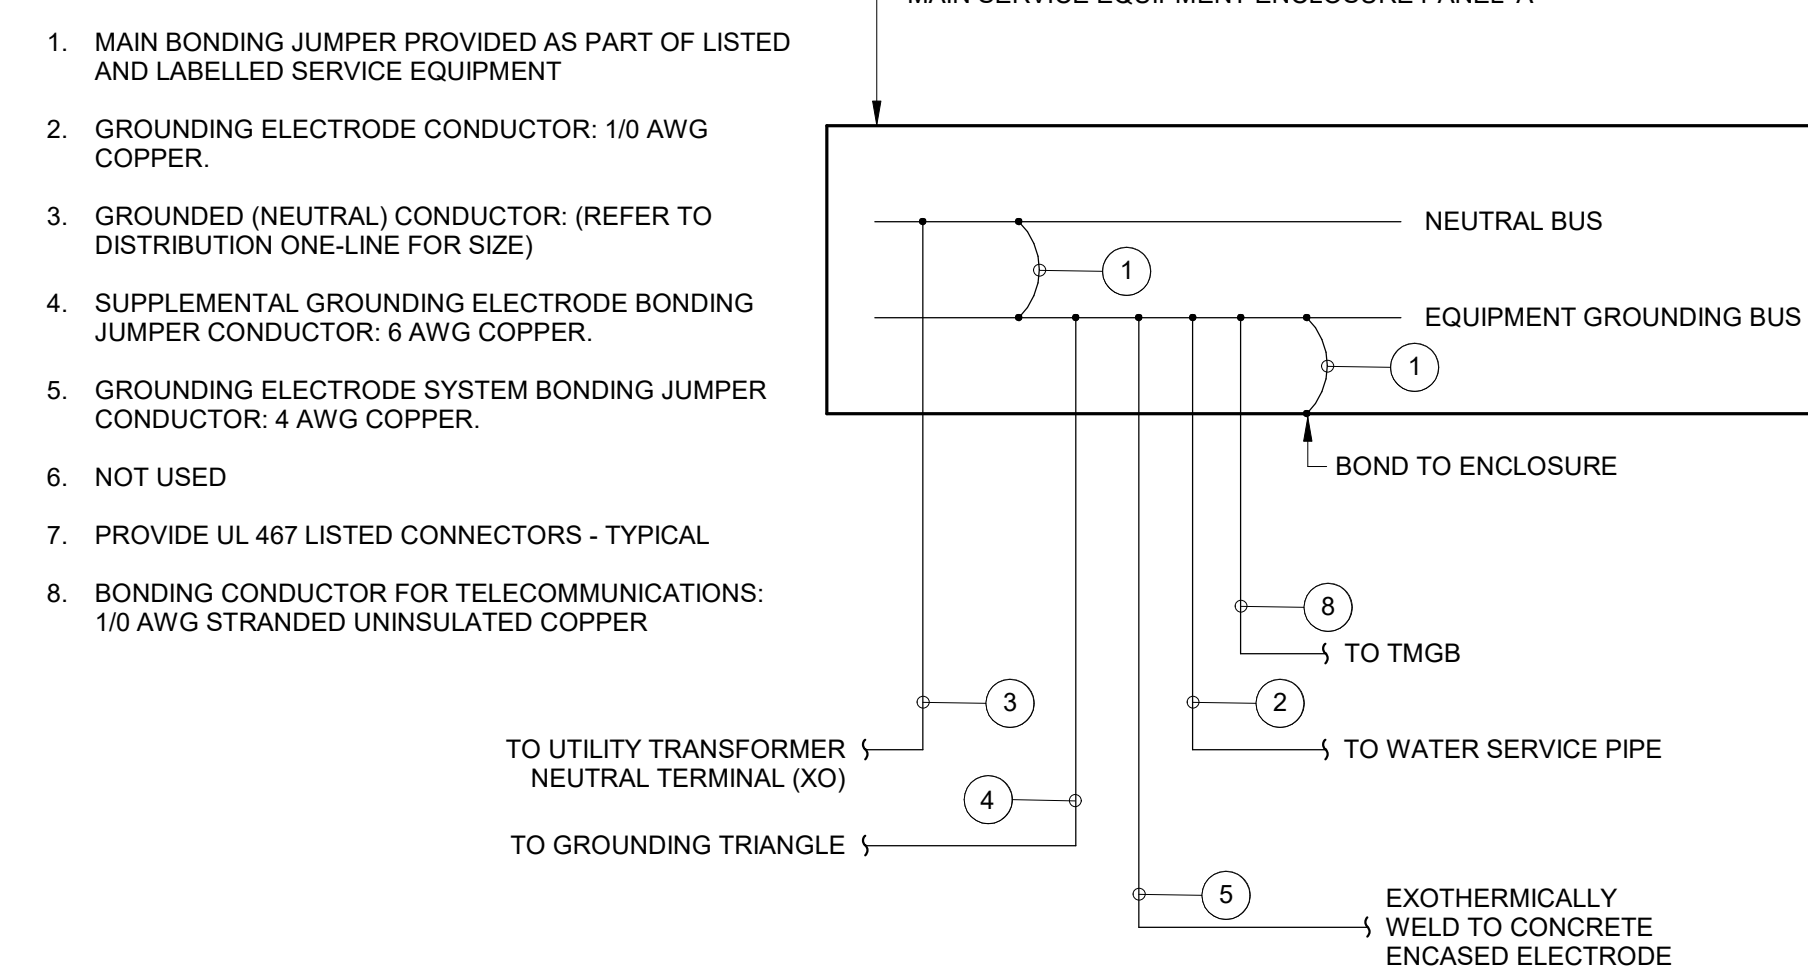 MAIN SERVICE EQUIPMENT ENCLOSURE PANEL 'A'
1. MAIN BONDING JUMPER PROVIDED AS PART OF LISTED
AND LABELLED SERVICE EQUIPMENT
2. GROUNDING ELECTRODE CONDUCTOR: 1/0 AWG
COPPER.
3. GROUNDED (NEUTRAL) CONDUCTOR: (REFER TO
DISTRIBUTION ONE-LINE FOR SIZE)
4. SUPPLEMENTAL GROUNDING ELECTRODE BONDING
JUMPER CONDUCTOR: 6 AWG COPPER.
5. GROUNDING ELECTRODE SYSTEM BONDING JUMPER
CONDUCTOR: 4 AWG COPPER.
6. NOT USED
7. PROVIDE UL 467 LISTED CONNECTORS - TYPICAL
8. BONDING CONDUCTOR FOR TELECOMMUNICATIONS:
1/0 AWG STRANDED UNINSULATED COPPER
NEUTRAL BUS
1
EQUIPMENT GROUNDING BUS
1
BOND TO ENCLOSURE
8
TO TMGB
3
2
TO UTILITY TRANSFORMER
NEUTRAL TERMINAL (XO)
TO WATER SERVICE PIPE
4
TO GROUNDING TRIANGLE
5
EXOTHERMICALLY
WELD TO CONCRETE
ENCASED ELECTRODE